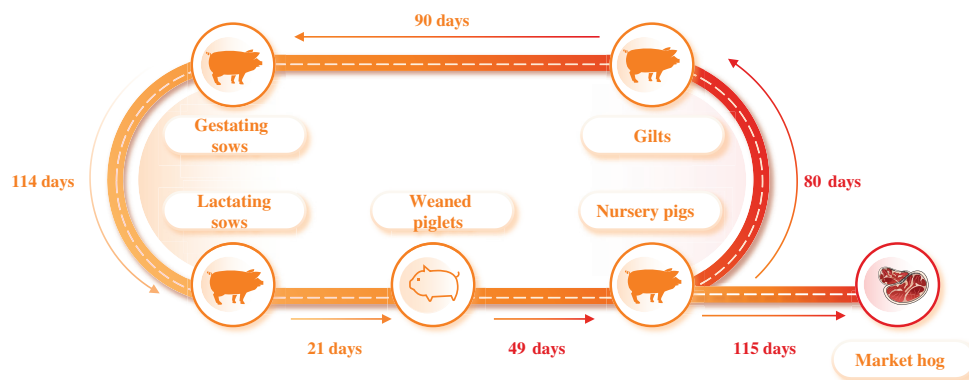 90 days
Gestating
sows
Gilts
114 days
80 days
Lactating
sows
Weaned
piglets
Nursery pigs
21 days
49 days
115 days
Market hog